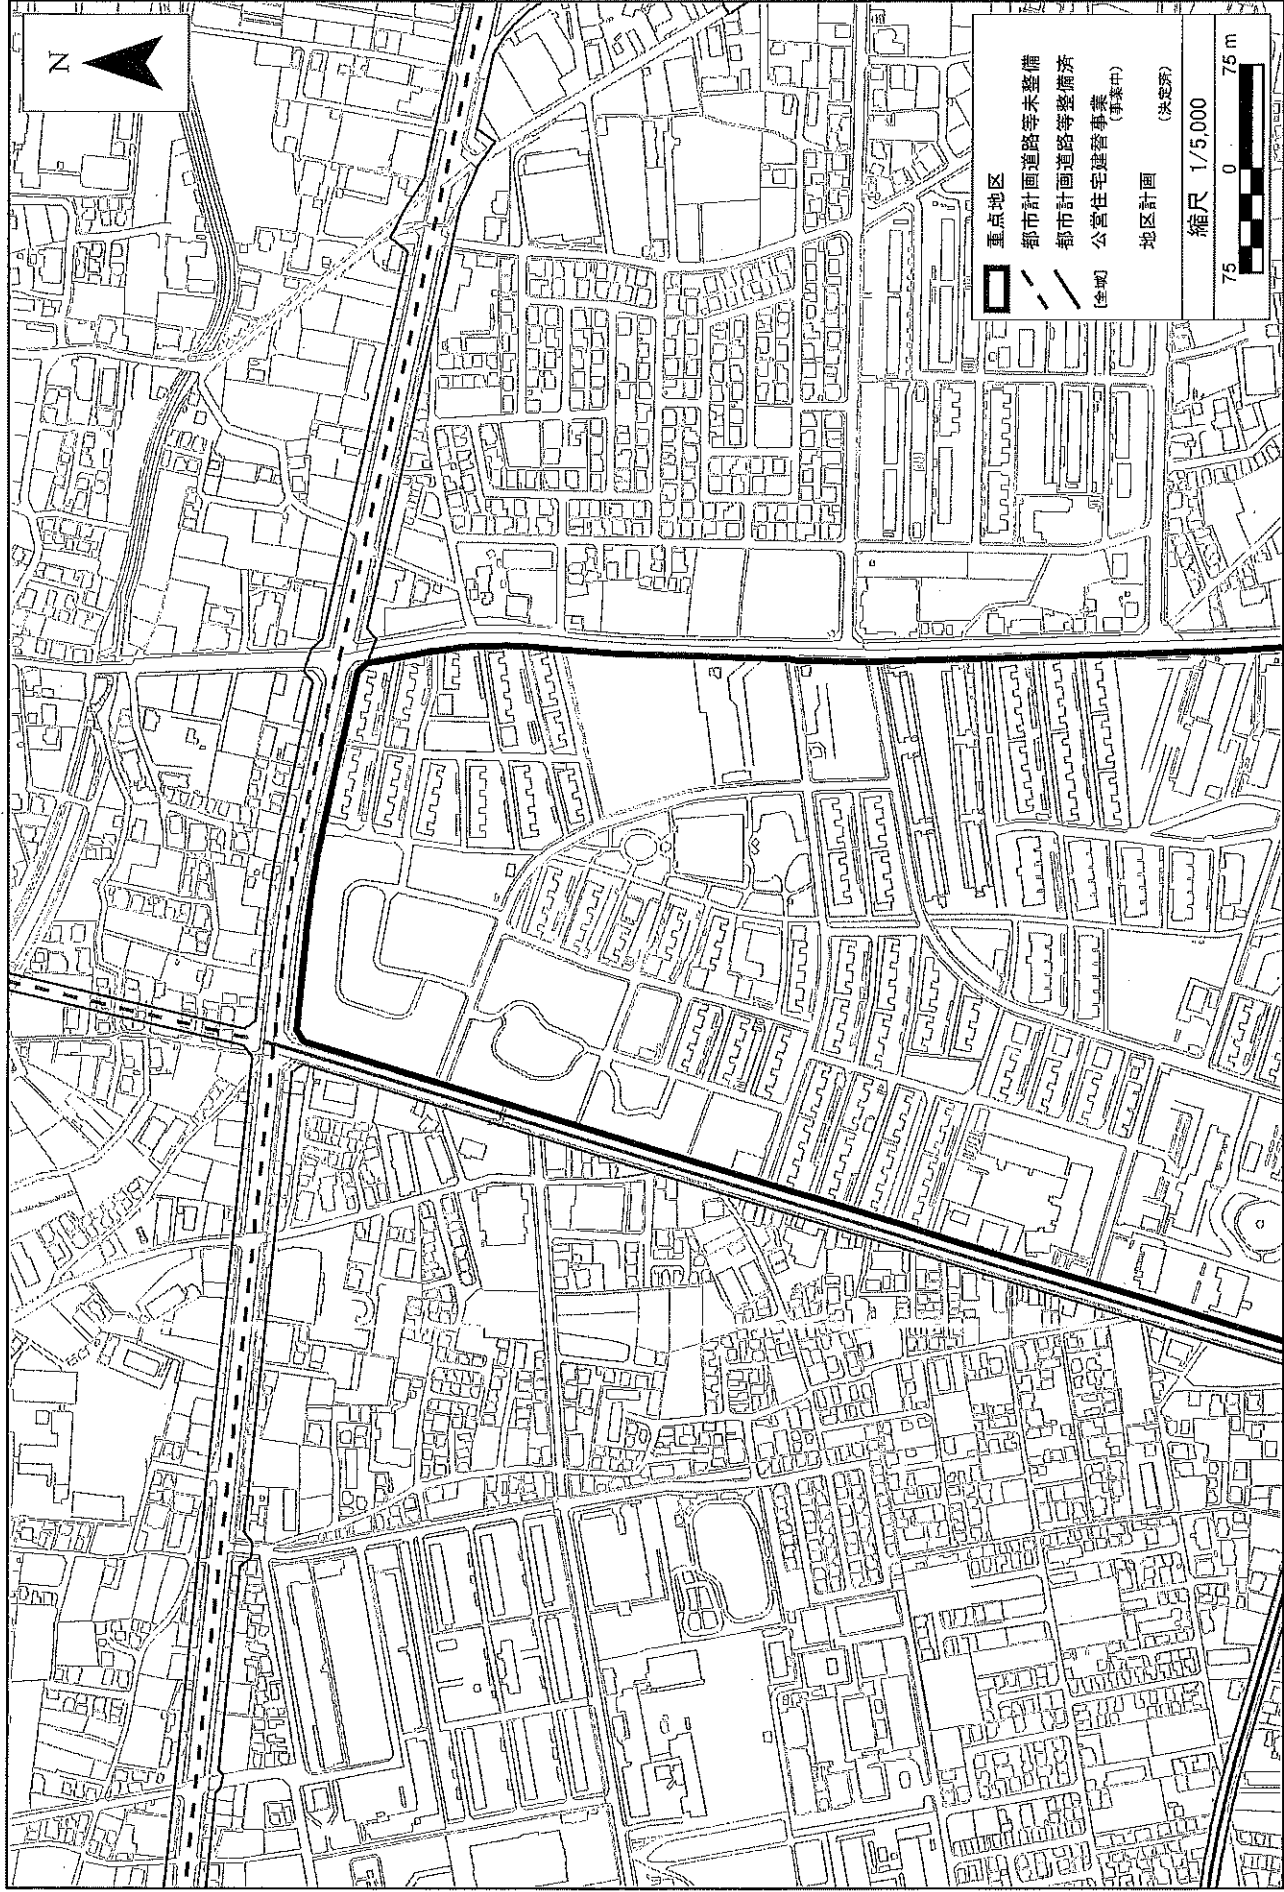 N
重点地区
都市計画道路等未整備
都市計画道路等整備済
[全域] 公営住宅建替事業
(事業中)
地区計画
(決定済)
縮尺 1/5,000
75 0 75 m